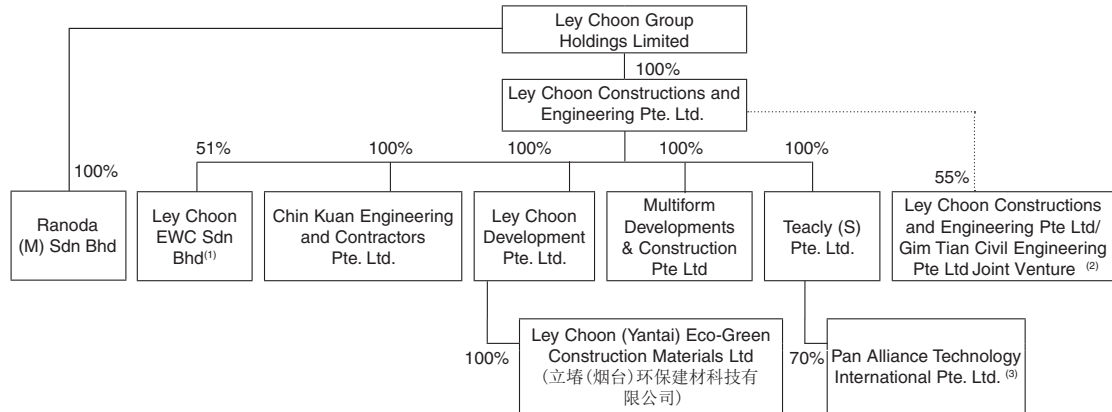 Ley Choon Group
Holdings Limited
100%
Ley Choon Constructions and
Engineering Pte. Ltd.
100%
51%
100%
100%
100%
100%
55%
Ranoda
(M) Sdn Bhd
Ley Choon
EWC Sdn
Bhd(1)
Chin Kuan Engineering
and Contractors
Pte. Ltd.
Ley Choon
Development
Pte. Ltd.
Multiform
Developments
& Construction
Pte Ltd
Teacly (S)
Pte. Ltd.
Ley Choon Constructions
and Engineering Pte Ltd/
Gim Tian Civil Engineering
Pte Ltd Joint Venture (2)
100%
Ley Choon (Yantai) Eco-Green
Construction Materials Ltd
(立堵(烟台)环保建材科技有
限公司)
70%
Pan Alliance Technology
International Pte. Ltd. (3)